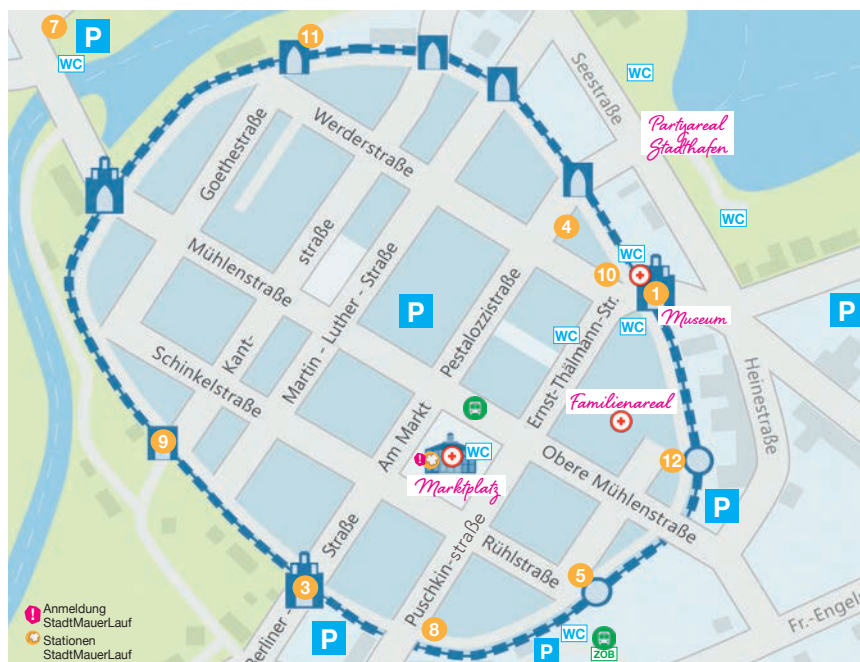 7
P
WC
11
Goethestraße
Werderstraße
Seestraße
WC
Partyareal
Stadthafen
WC
4
Mühlenstraße
straße
Kant-
Martin - Luther - Straße
P
Pestalozzistraße
10
WC
1
Museum
WC
WC
P
Ernst-Thälmann-Str.
Heinestraße
Schinkelstraße
Am Markt
Familienareal
9
WC
Marktplatz
12
Obere Mühlenstraße
P
Straße
Berliner -
3
Puschkin-straße
Rühlstraße
5
8
P
P
WC
ZOB
Fr.-Engels
! Anmeldung
StadtMauerLauf
Stationen
StadtMauerLauf